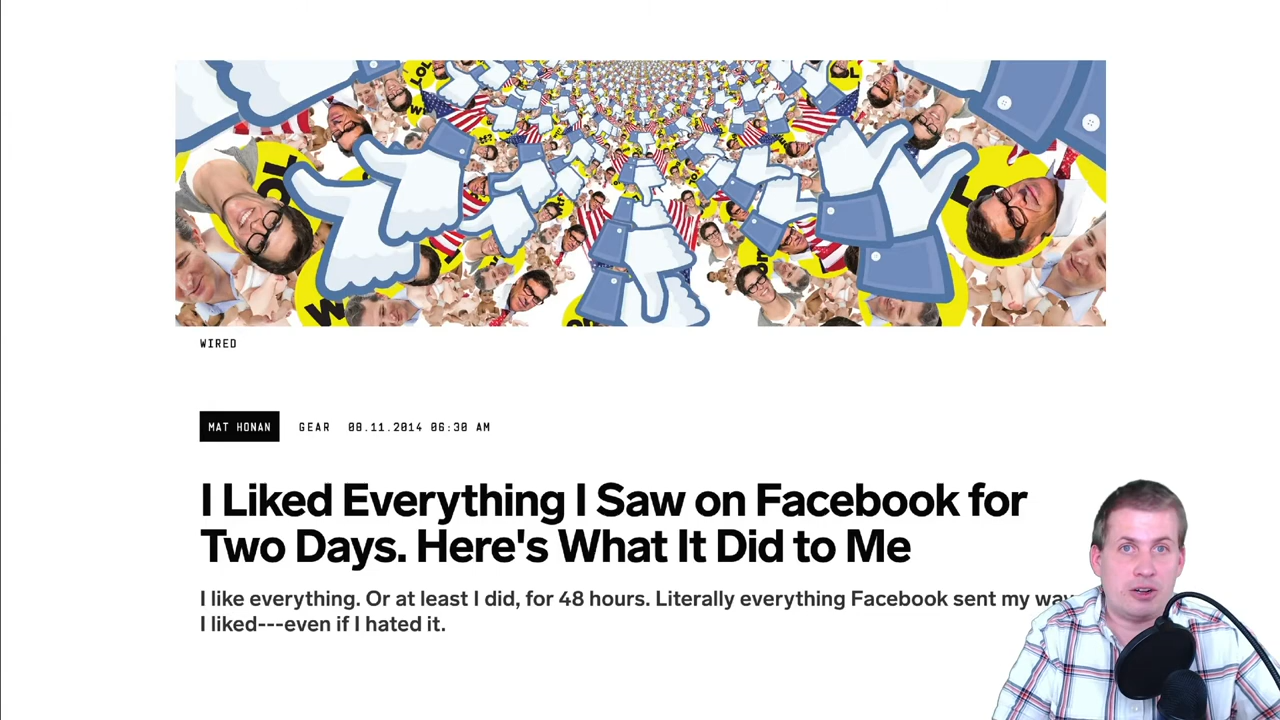 LOL
WIRED
MAT HONAN GEAR 08.11.2014 06:30 AM
I Liked Everything I Saw on Facebook for
Two Days. Here's What It Did to Me
I like everything. Or at least I did, for 48 hours. Literally everything Facebook sent my way
I liked---even if I hated it.